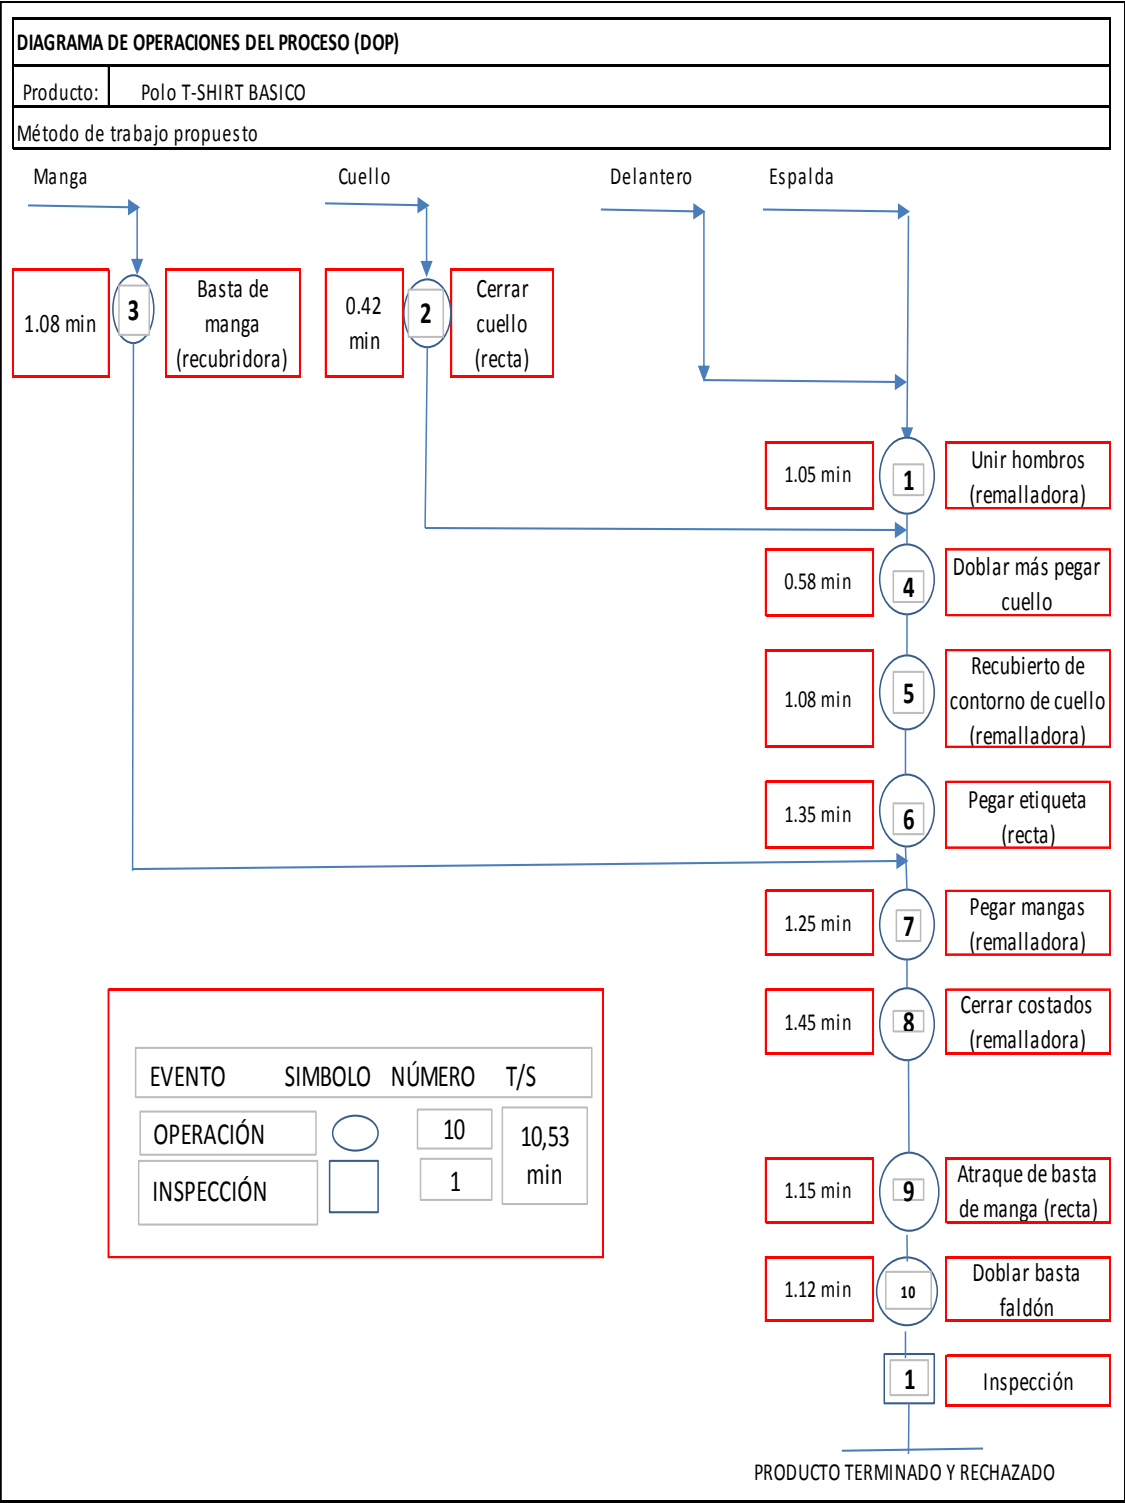 DIAGRAMA DE OPERACIONES DEL PROCESO (DOP)
Producto: Polo T-SHIRT BASICO
Método de trabajo propuesto
Manga Cuello Delantero Espalda
1.08 min
3
Basta de
manga
(recubridora)
0.42
min
2
Cerrar
cuello
(recta)
1.05 min
1
Unir hombros
(remalladora)
0.58 min
4
Doblar más pegar
cuello
1.08 min
5
Recubierto de
contorno de cuello
(remalladora)
1.35 min
6
Pegar etiqueta
(recta)
1.25 min
7
Pegar mangas
(remalladora)
1.45 min
8
Cerrar costados
(remalladora)
EVENTO SIMBOLO NÚMERO T/S
OPERACIÓN 10
INSPECCIÓN 1
10,53
min
1.15 min
9
Atraque de basta
de manga (recta)
1.12 min
10
Doblar basta
faldón
1
Inspección
PRODUCTO TERMINADO Y RECHAZADO